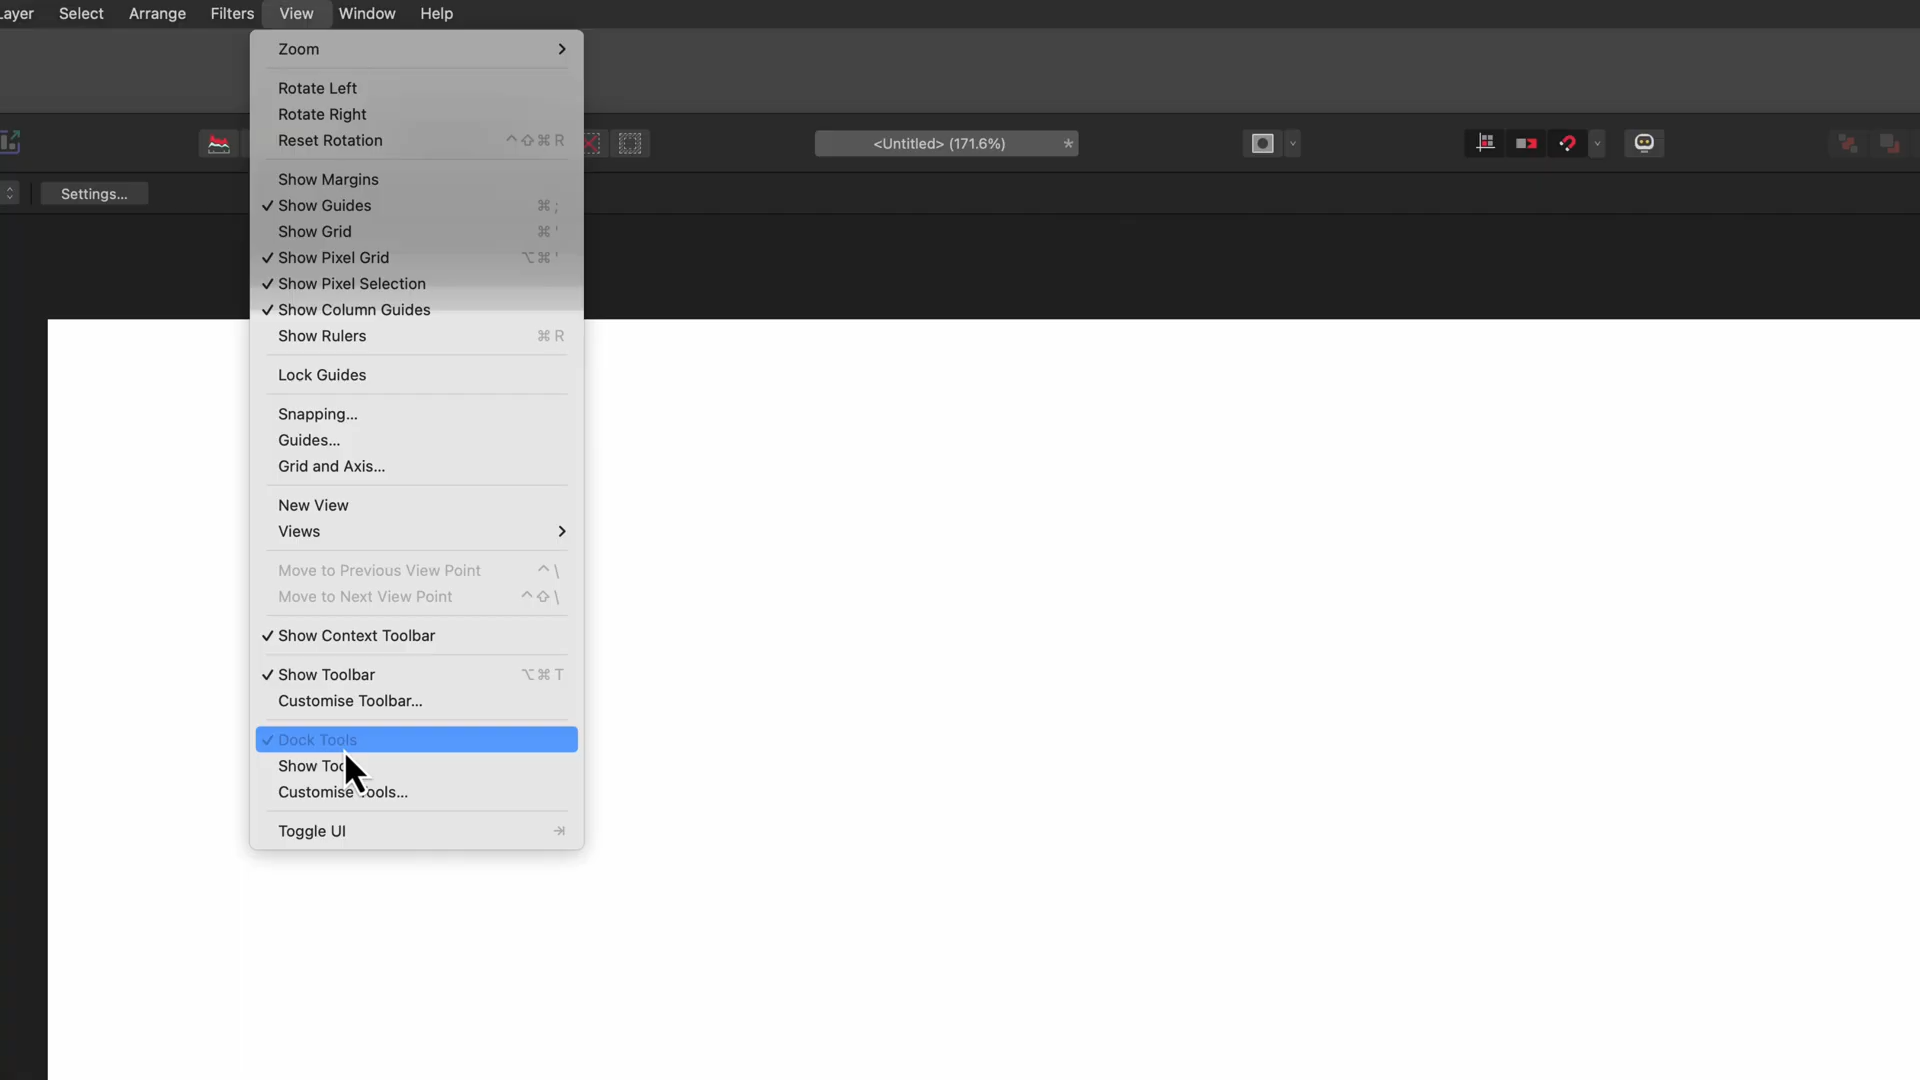 Layer Select Arrange Filters View Window Help
Zoom
Rotate Left
Rotate Right
Reset Rotation ^⇧⌘R
<Untitled> (171.6%) *
Show Margins
Settings...
✓ Show Guides ⌘;
Show Grid ⌘'
✓ Show Pixel Grid ⌥⌘'
✓ Show Pixel Selection
✓ Show Column Guides
Show Rulers ⌘R
Lock Guides
Snapping...
Guides...
Grid and Axis...
New View
Views
Move to Previous View Point ^\
Move to Next View Point ^⇧\
✓ Show Context Toolbar
✓ Show Toolbar ⌥⌘T
Customise Toolbar...
✓ Dock Tools
Show
Customise Tools...
Toggle UI ⇥